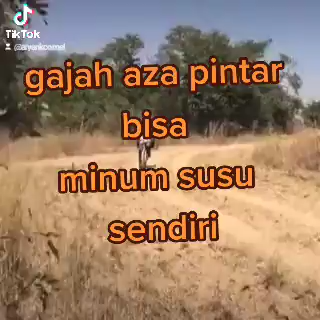 TikTok
gajah aza pintar
bisa
minum susu
sendiri